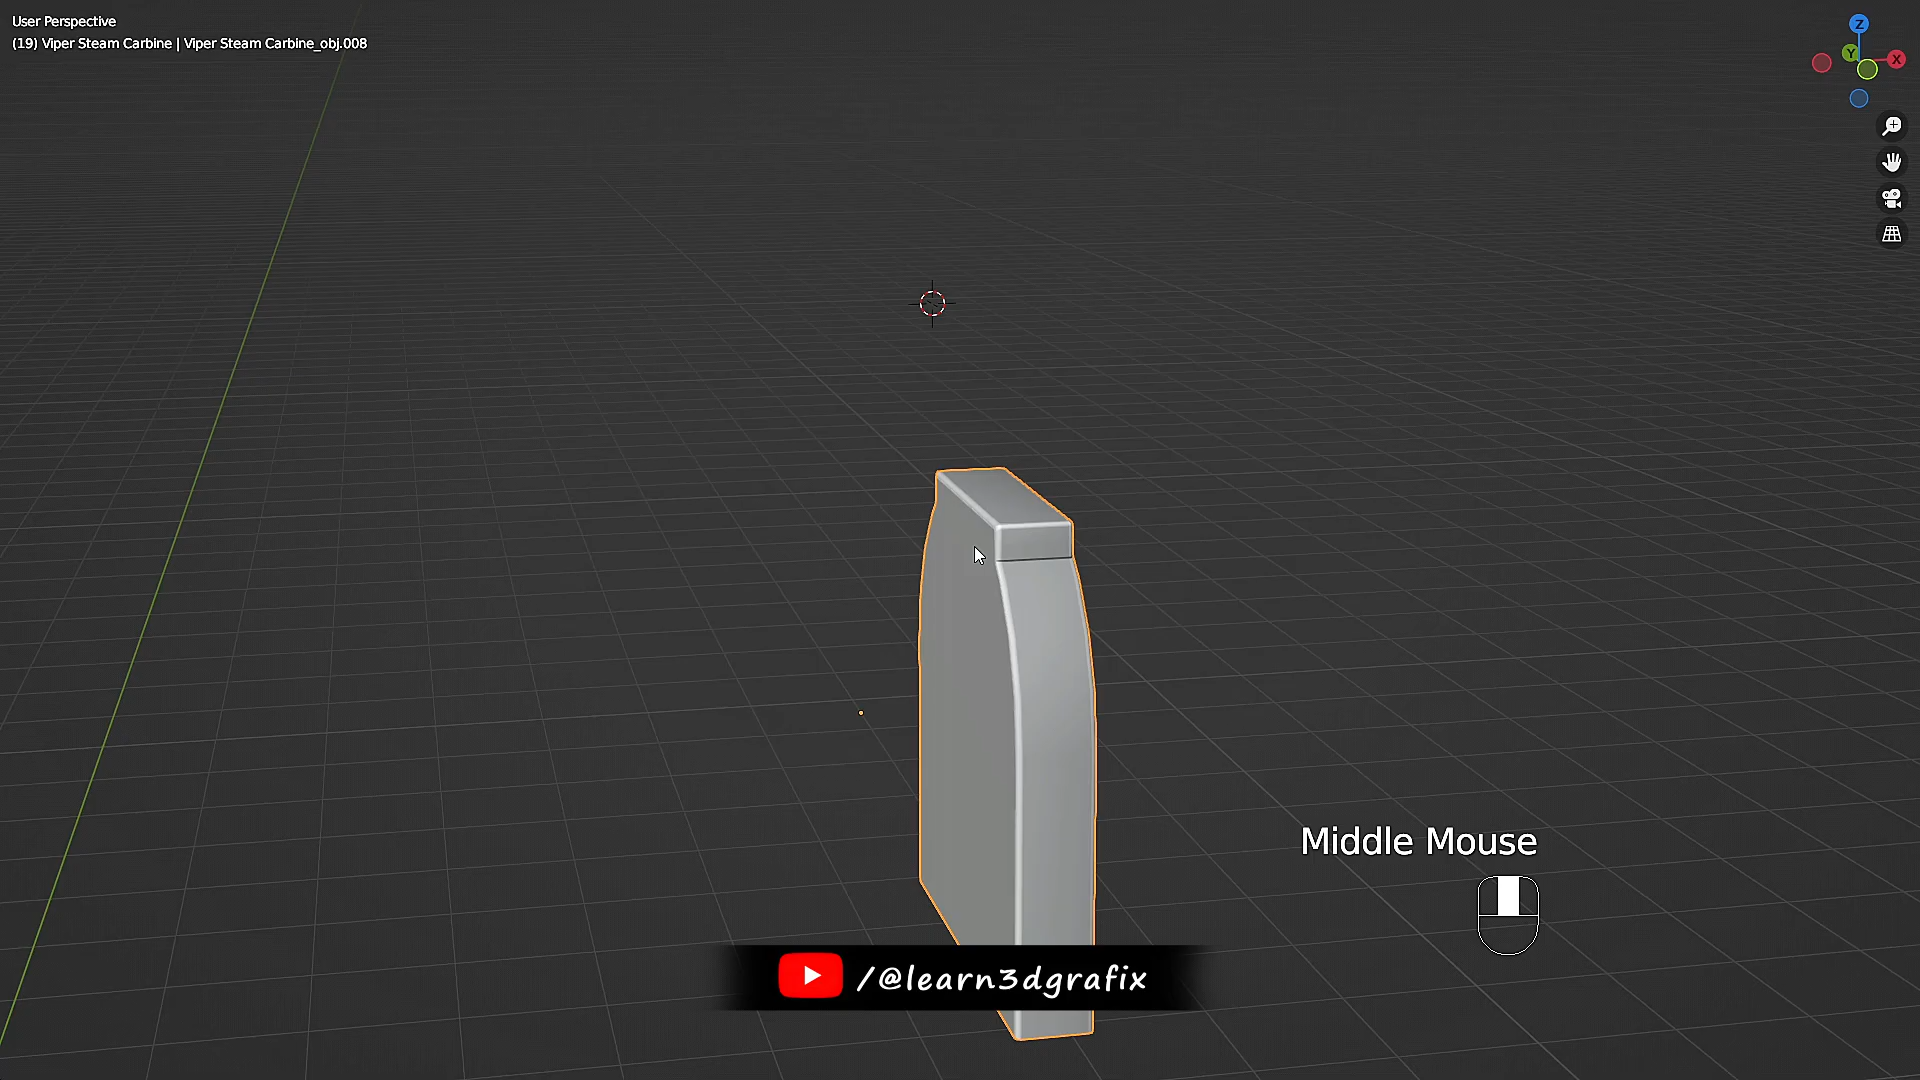 User Perspective
(19) Viper Steam Carbine | Viper Steam Carbine_obj.008
Z
Y
X
Middle Mouse
/@learn3dgrafix